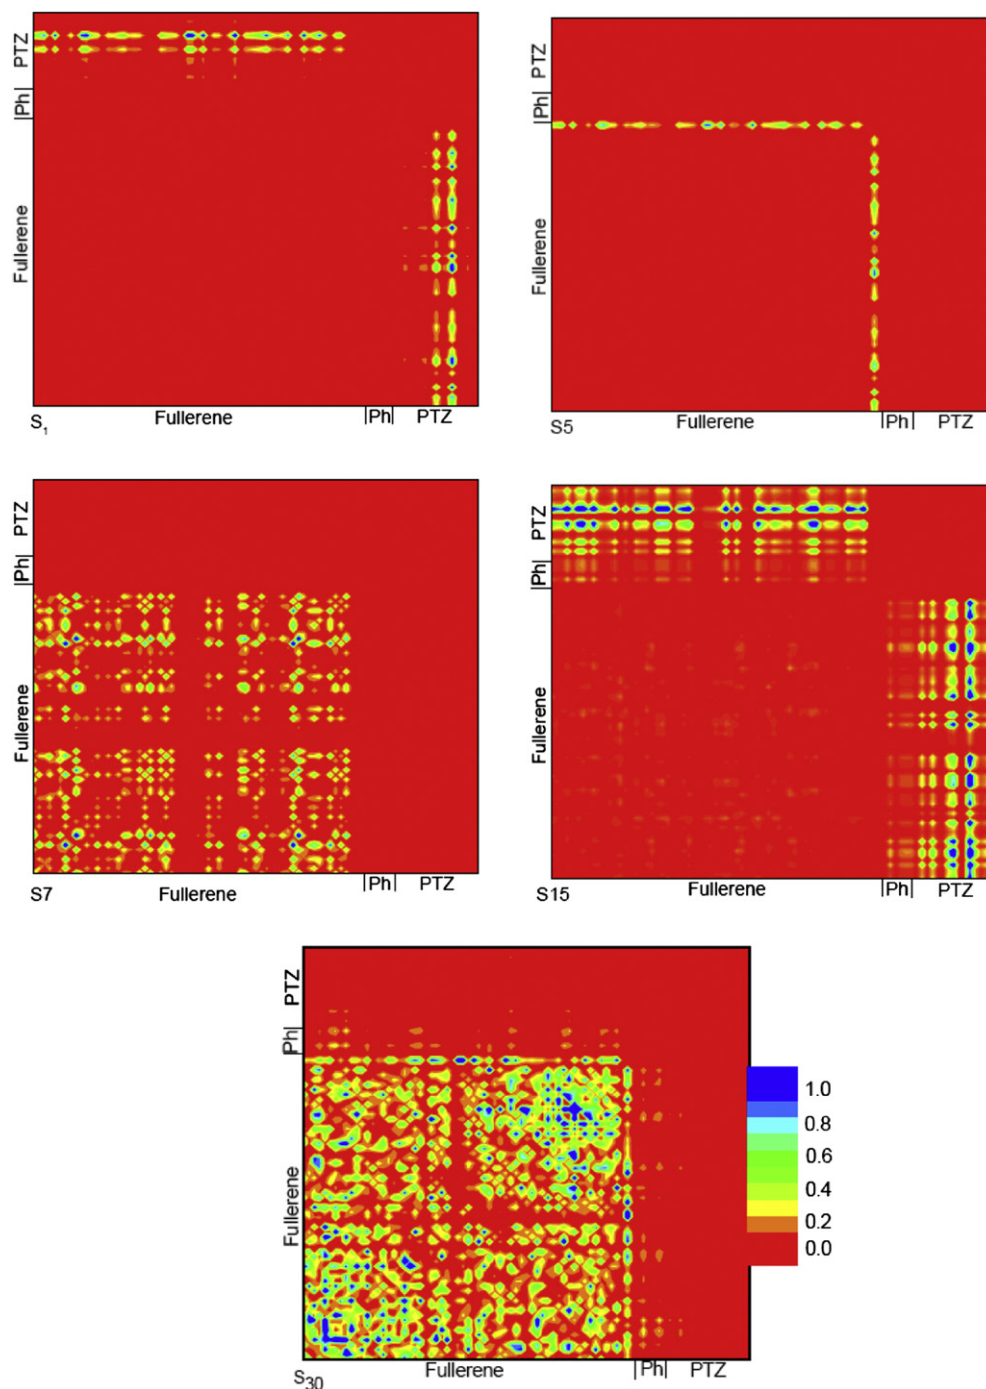 PTZ
|Ph|
Fullerene
S₁
Fullerene
|Ph|
PTZ
PTZ
|Ph|
Fullerene
S5
Fullerene
|Ph|
PTZ
PTZ
|Ph|
Fullerene
S7
Fullerene
|Ph|
PTZ
PTZ
|Ph|
Fullerene
S15
Fullerene
|Ph|
PTZ
PTZ
|Ph|
Fullerene
S₃₀
Fullerene
|Ph|
PTZ
1.0
0.8
0.6
0.4
0.2
0.0